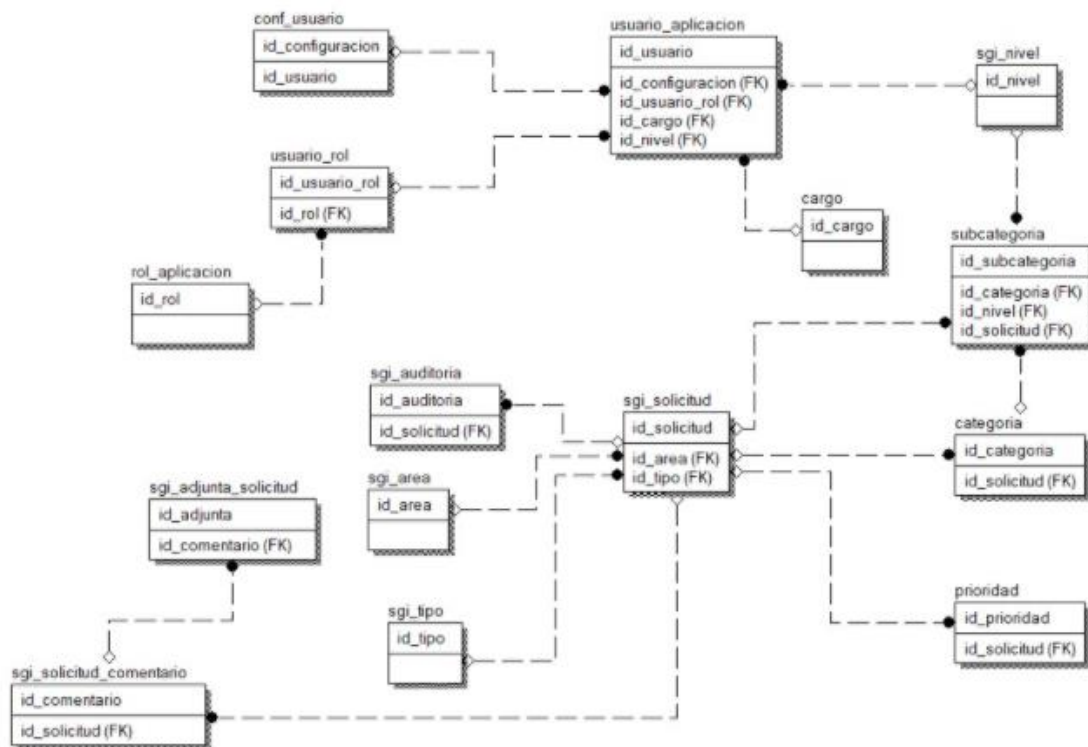 conf_usuario
id_configuracion
id_usuario
usuario_aplicacion
id_usuario
id_configuracion (FK)
id_usuario_rol (FK)
id_cargo (FK)
id_nivel (FK)
sgi_nivel
id_nivel
usuario_rol
id_usuario_rol
id_rol (FK)
cargo
id_cargo
subcategoria
id_subcategoria
id_categoria (FK)
id_nivel (FK)
id_solicitud (FK)
rol_aplicacion
id_rol
sgi_auditoria
id_auditoria
id_solicitud (FK)
sgi_solicitud
id_solicitud
id_area (FK)
id_tipo (FK)
categoria
id_categoria
id_solicitud (FK)
sgi_area
id_area
sgi_adjunta_solicitud
id_adjunta
id_comentario (FK)
sgi_tipo
id_tipo
prioridad
id_prioridad
id_solicitud (FK)
sgi_solicitud_comentario
id_comentario
id_solicitud (FK)